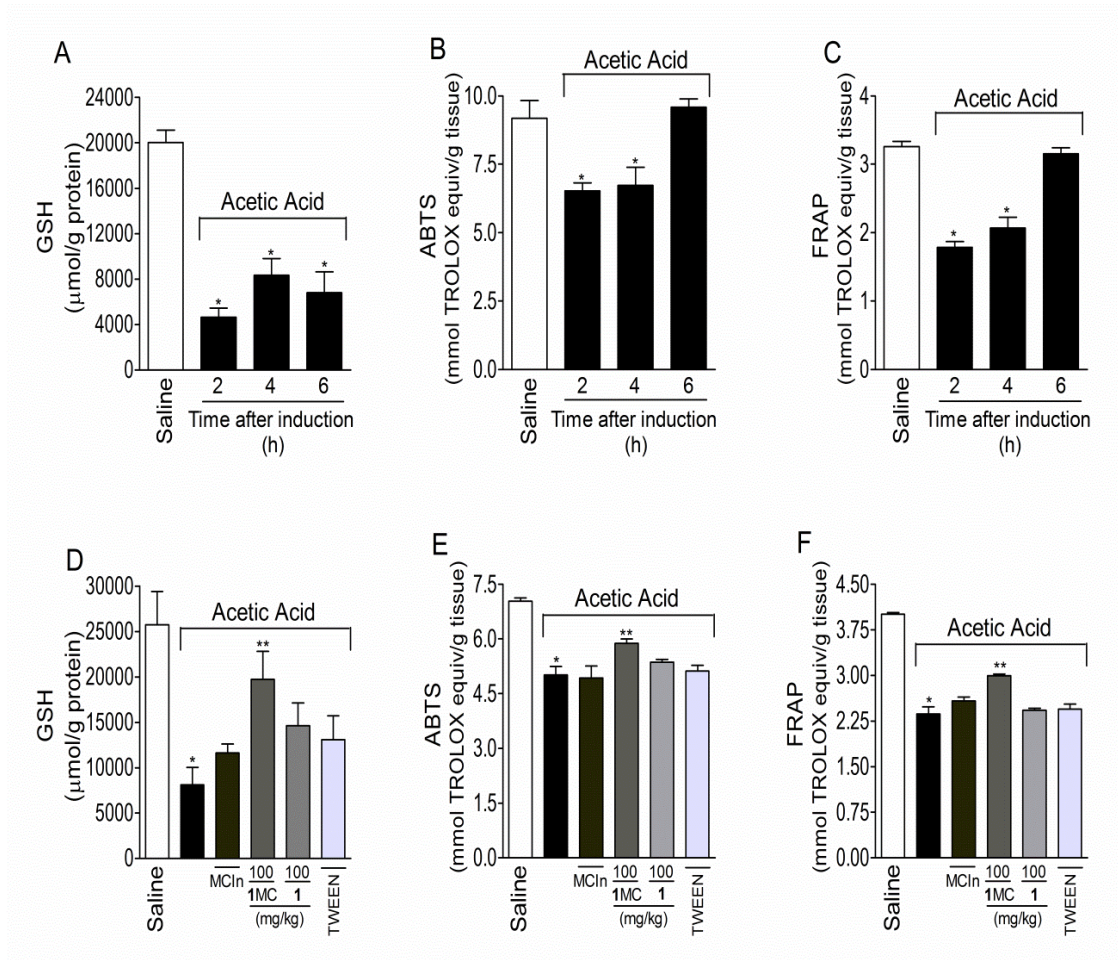 A
GSH
(μmol/g protein)
24000
20000
16000
12000
8000
4000
0
Acetic Acid
*
*
*
Saline
2 4 6
Time after induction
(h)
B
ABTS
(mmol TROLOX equiv/g tissue)
10.0
7.5
5.0
2.5
0.0
Acetic Acid
*
*
Saline
2 4 6
Time after induction
(h)
C
FRAP
(mmol TROLOX equiv/g tissue)
4
3
2
1
0
Acetic Acid
*
*
Saline
2 4 6
Time after induction
(h)
D
GSH
(μmol/g protein)
30000
25000
20000
15000
10000
5000
0
Acetic Acid
*
**
Saline
MCIn
100 100
1MC 1
(mg/kg)
TWEEN
E
ABTS
(mmol TROLOX equiv/g tissue)
7.5
6.0
4.5
3.0
1.5
0.0
Acetic Acid
*
**
Saline
MCIn
100 100
1MC 1
(mg/kg)
TWEEN
F
FRAP
(mmol TROLOX equiv/g tissue)
4.50
3.75
3.00
2.25
1.50
0.75
0.00
Acetic Acid
*
**
Saline
MCIn
100 100
1MC 1
(mg/kg)
TWEEN